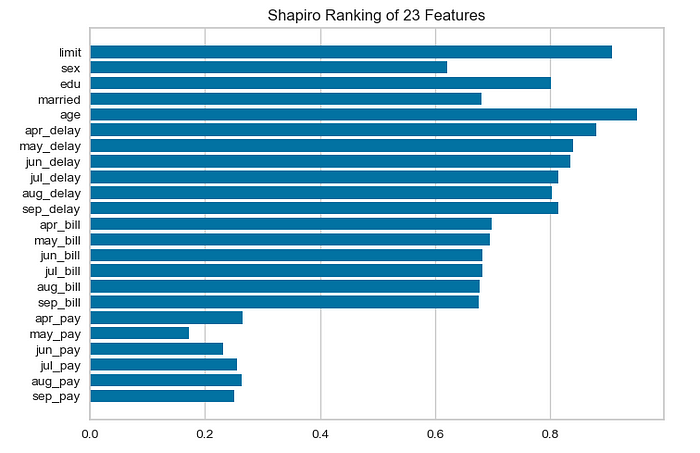 Shapiro Ranking of 23 Features
limit
sex
edu
married
age
apr_delay
may_delay
jun_delay
jul_delay
aug_delay
sep_delay
apr_bill
may_bill
jun_bill
jul_bill
aug_bill
sep_bill
apr_pay
may_pay
jun_pay
jul_pay
aug_pay
sep_pay
0.0 0.2 0.4 0.6 0.8